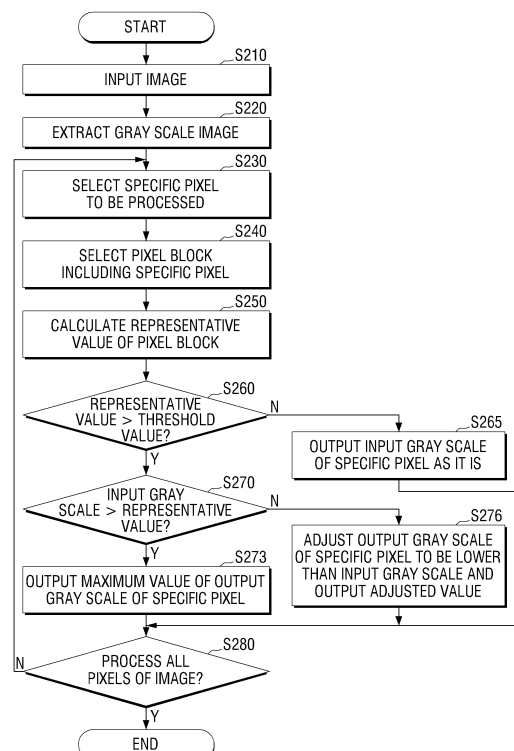 START
S210
INPUT IMAGE
S220
EXTRACT GRAY SCALE IMAGE
S230
SELECT SPECIFIC PIXEL
TO BE PROCESSED
S240
SELECT PIXEL BLOCK
INCLUDING SPECIFIC PIXEL
S250
CALCULATE REPRESENTATIVE
VALUE OF PIXEL BLOCK
S260
REPRESENTATIVE
VALUE > THRESHOLD
VALUE?
N
Y
S265
OUTPUT INPUT GRAY SCALE
OF SPECIFIC PIXEL AS IT IS
S270
INPUT GRAY
SCALE > REPRESENTATIVE
VALUE?
N
Y
S276
ADJUST OUTPUT GRAY SCALE
OF SPECIFIC PIXEL TO BE LOWER
THAN INPUT GRAY SCALE AND
OUTPUT ADJUSTED VALUE
S273
OUTPUT MAXIMUM VALUE OF OUTPUT
GRAY SCALE OF SPECIFIC PIXEL
S280
PROCESS ALL
PIXELS OF IMAGE?
N
Y
END